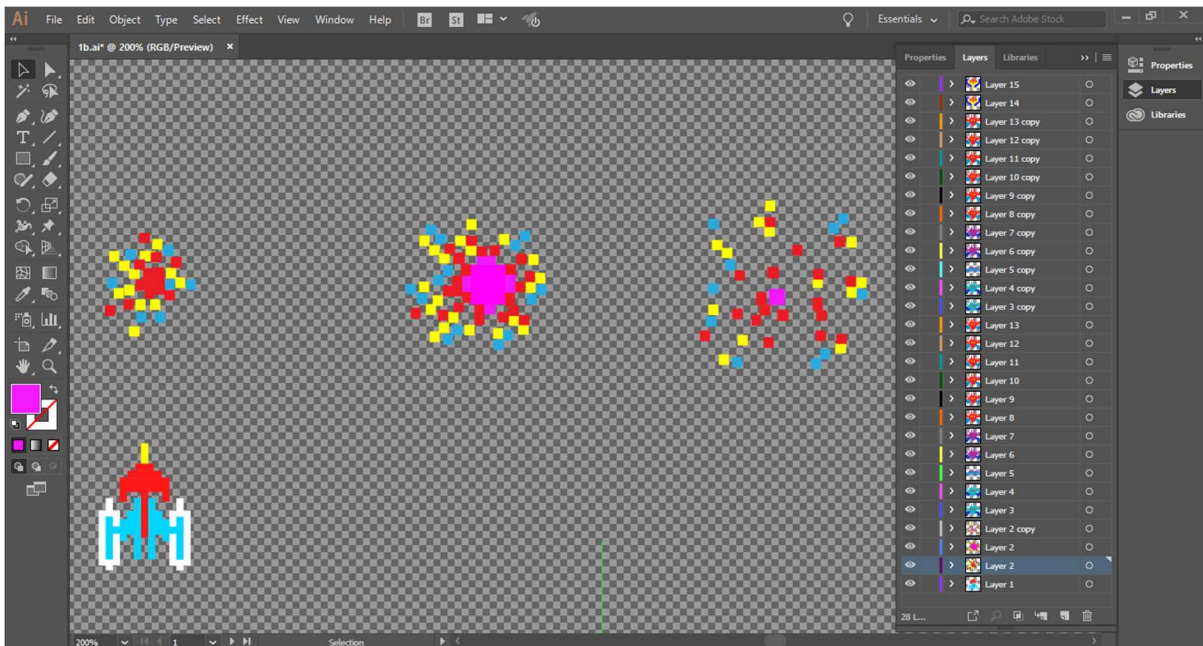 Ai File Edit Object Type Select Effect View Window Help Br St Essentials Search Adobe Stock
1b.ai* @ 200% (RGB/Preview) ×
Properties Layers Libraries
Layer 15
Layer 14
Layer 13 copy
Layer 12 copy
Layer 11 copy
Layer 10 copy
Layer 9 copy
Layer 8 copy
Layer 7 copy
Layer 6 copy
Layer 5 copy
Layer 4 copy
Layer 3 copy
Layer 13
Layer 12
Layer 11
Layer 10
Layer 9
Layer 8
Layer 7
Layer 6
Layer 5
Layer 4
Layer 3
Layer 2 copy
Layer 2
Layer 2
Layer 1
28 L...
Properties
Layers
Libraries
200% 1 Selection